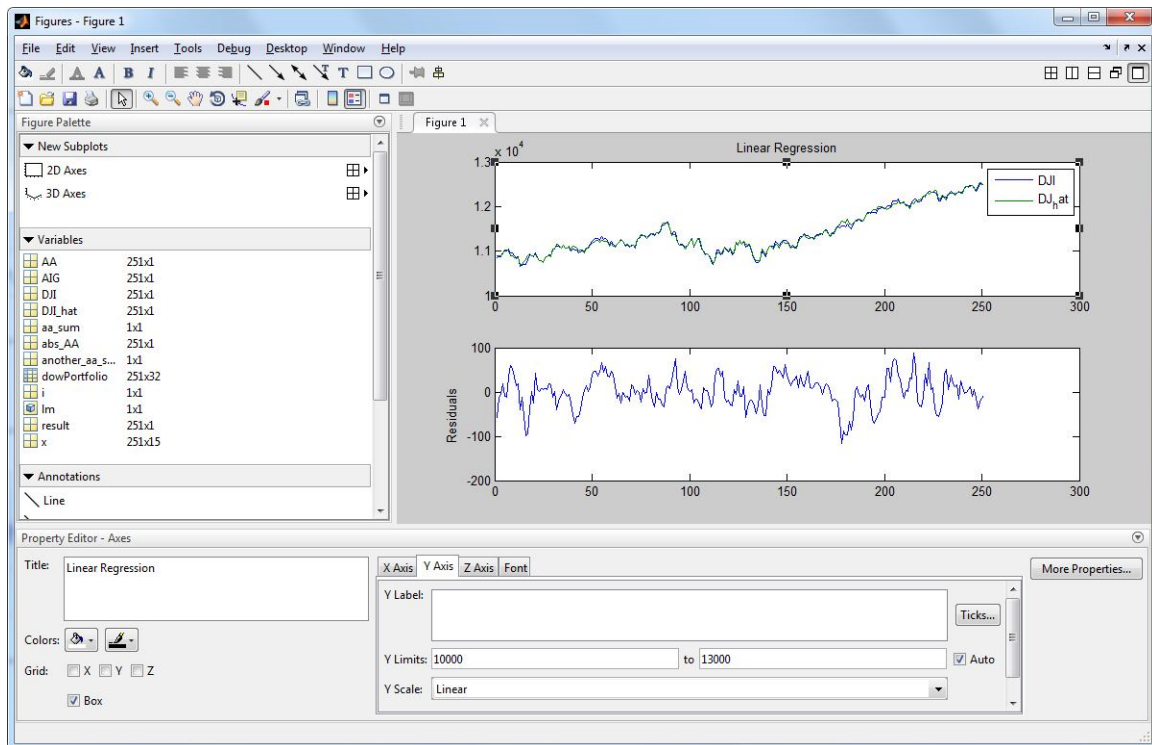 Figures - Figure 1
File Edit View Insert Tools Debug Desktop Window Help
Figure Palette
New Subplots
2D Axes
3D Axes
Variables
AA 251x1
AIG 251x1
DJI 251x1
DJI_hat 251x1
aa_sum 1x1
abs_AA 251x1
another_aa_s... 1x1
dowPortfolio 251x32
i 1x1
lm 1x1
result 251x1
x 251x15
Annotations
Line
Figure 1
x 10^4
Linear Regression
1.3
1.2
1.1
1
0 50 100 150 200 250 300
DJI
DJ_hat
100
0
-100
-200
Residuals
0 50 100 150 200 250 300
Property Editor - Axes
Title: Linear Regression
Colors:
Grid: X Y Z
Box
X Axis Y Axis Z Axis Font
More Properties...
Y Label:
Ticks...
Y Limits: 10000 to 13000 Auto
Y Scale: Linear